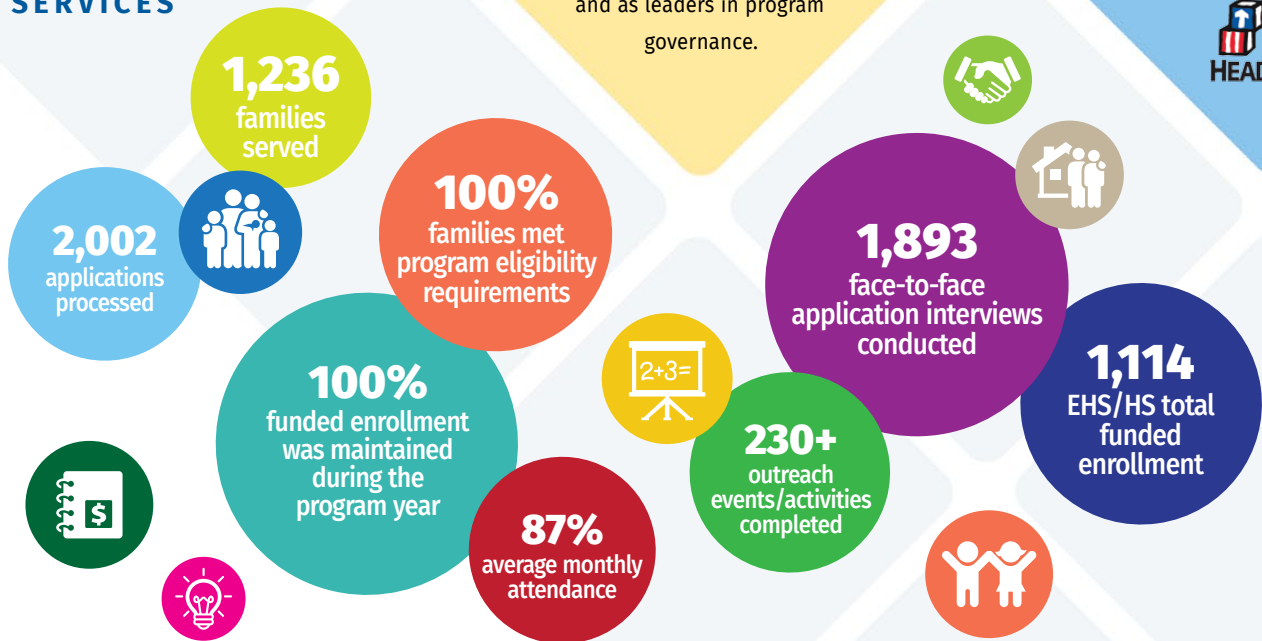 SERVICES
and as leaders in program
governance.
HEAD
1,236
families
served
2,002
applications
processed
100%
families met
program eligibility
requirements
1,893
face-to-face
application interviews
conducted
1,114
EHS/HS total
funded
enrollment
100%
funded enrollment
was maintained
during the
program year
2+3=
230+
outreach
events/activities
completed
$
87%
average monthly
attendance